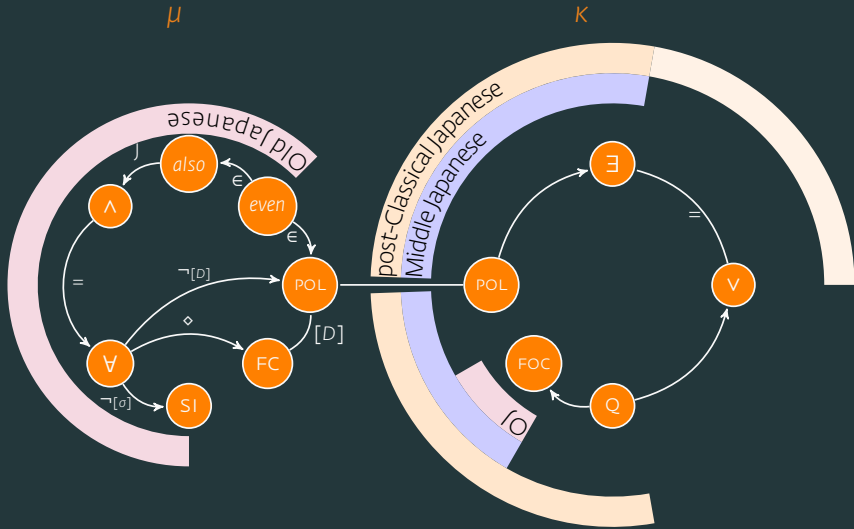 μ
κ
Old Japanese
also
∫
∈
even
∧
∈
=
¬[D]
POL
◇
[D]
∀
FC
¬[σ]
SI
post-Classical Japanese
Middle Japanese
∃
=
POL
∨
FOC
Q
OJ